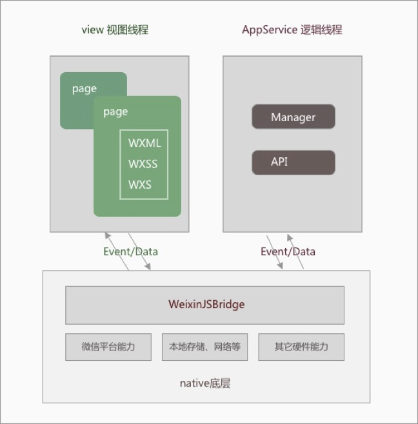 view 视图线程
AppService 逻辑线程
page
page
WXML
WXSS
WXS
Manager
API
Event/Data
Event/Data
WeixinJSBridge
微信平台能力
本地存储、网络等
其它硬件能力
native底层